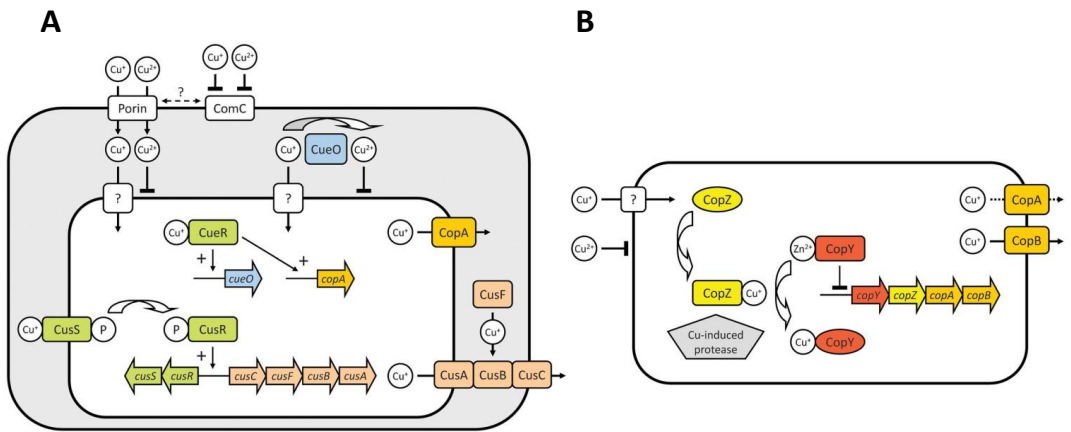 A
B
Cu⁺ Cu²⁺
Cu⁺ Cu²⁺
?
Porin ComC
Cu⁺ Cu²⁺ Cu⁺ CueO Cu²⁺
? ?
Cu⁺ CueR Cu⁺ CopA
+ +
cueO copA
CusF
Cu⁺ CusS P P CusR Cu⁺
+
cusS cusR cusC cusF cusB cusA Cu⁺ CusA CusB CusC
Cu⁺ ? CopZ Cu⁺ CopA
Cu²⁺ Zn²⁺ CopY Cu⁺ CopB
CopZ Cu⁺ copY copZ copA copB
Cu-induced
protease
Cu⁺ CopY